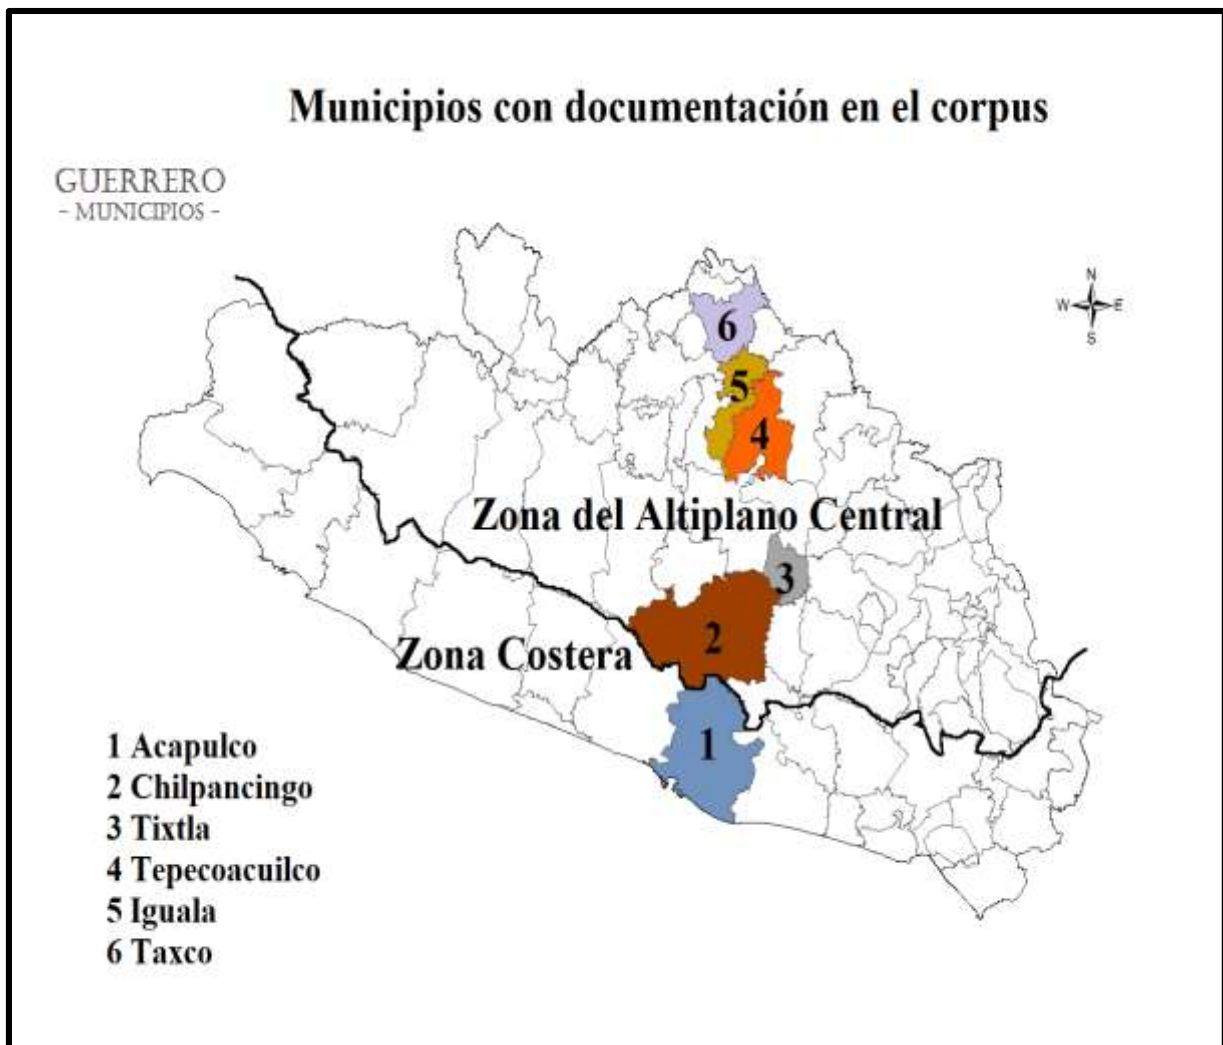 Municipios con documentación en el corpus
GUERRERO
- MUNICIPIOS -
N
W E
S
6
5
4
Zona del Altiplano Central
3
2
Zona Costera
1
1 Acapulco
2 Chilpancingo
3 Tixtla
4 Tepecoacuilco
5 Iguala
6 Taxco